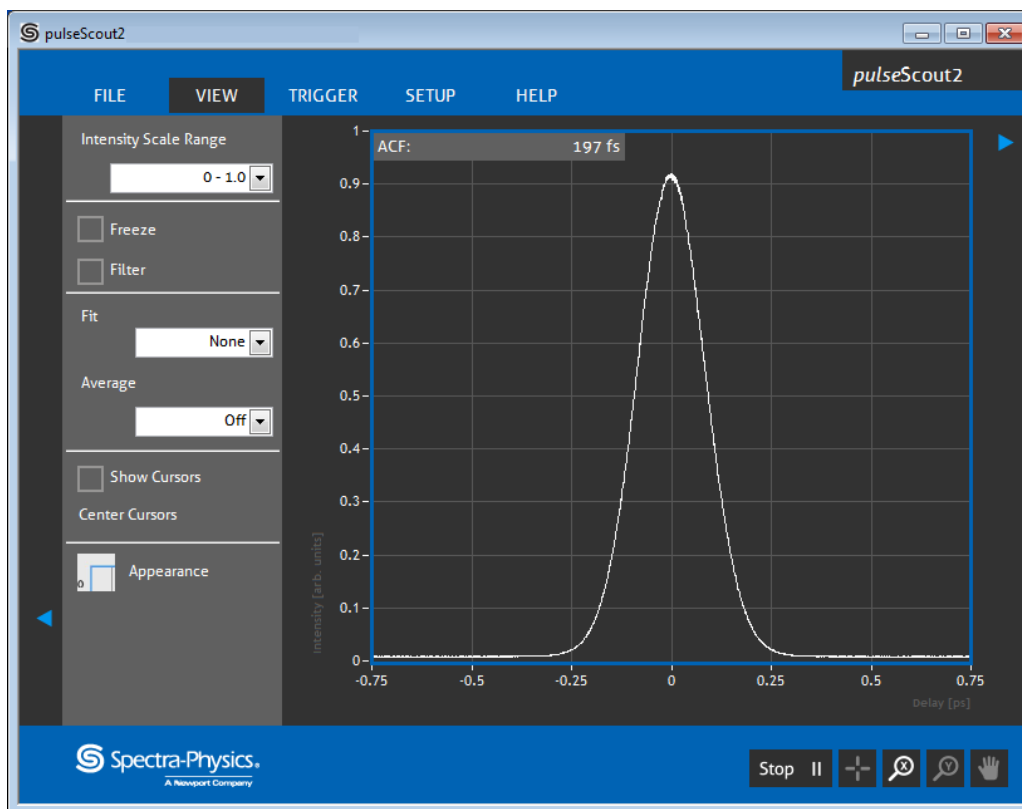 pulseScout2
pulseScout2
FILE VIEW TRIGGER SETUP HELP
Intensity Scale Range
0 - 1.0
Freeze
Filter
Fit
None
Average
Off
Show Cursors
Center Cursors
0
Appearance
ACF: 197 fs
1
0.9
0.8
0.7
0.6
0.5
0.4
0.3
0.2
0.1
0
Intensity [arb. units]
-0.75 -0.5 -0.25 0 0.25 0.5 0.75
Delay [ps]
Spectra-Physics.
A Newport Company
Stop X Y